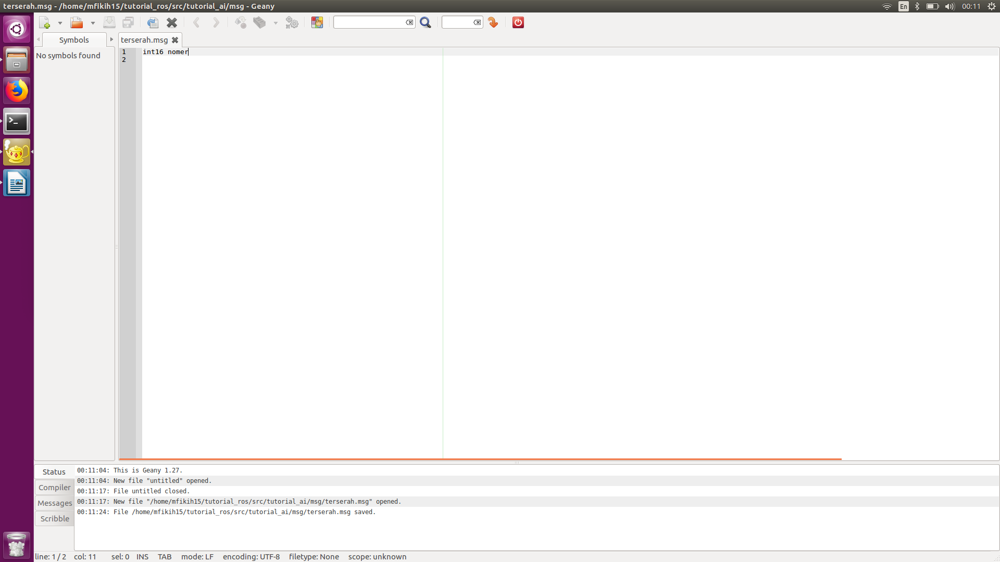 terserah.msg - /home/mfikih15/tutorial_ros/src/tutorial_ai/msg - Geany
En
00:11
Symbols
terserah.msg
No symbols found
1 int16 nomer
2
Status
Compiler
Messages
Scribble
00:11:04: This is Geany 1.27.
00:11:04: New file "untitled" opened.
00:11:17: File untitled closed.
00:11:17: New file "/home/mfikih15/tutorial_ros/src/tutorial_ai/msg/terserah.msg" opened.
00:11:24: File /home/mfikih15/tutorial_ros/src/tutorial_ai/msg/terserah.msg saved.
line: 1 / 2 col: 11 sel: 0 INS TAB mode: LF encoding: UTF-8 filetype: None scope: unknown